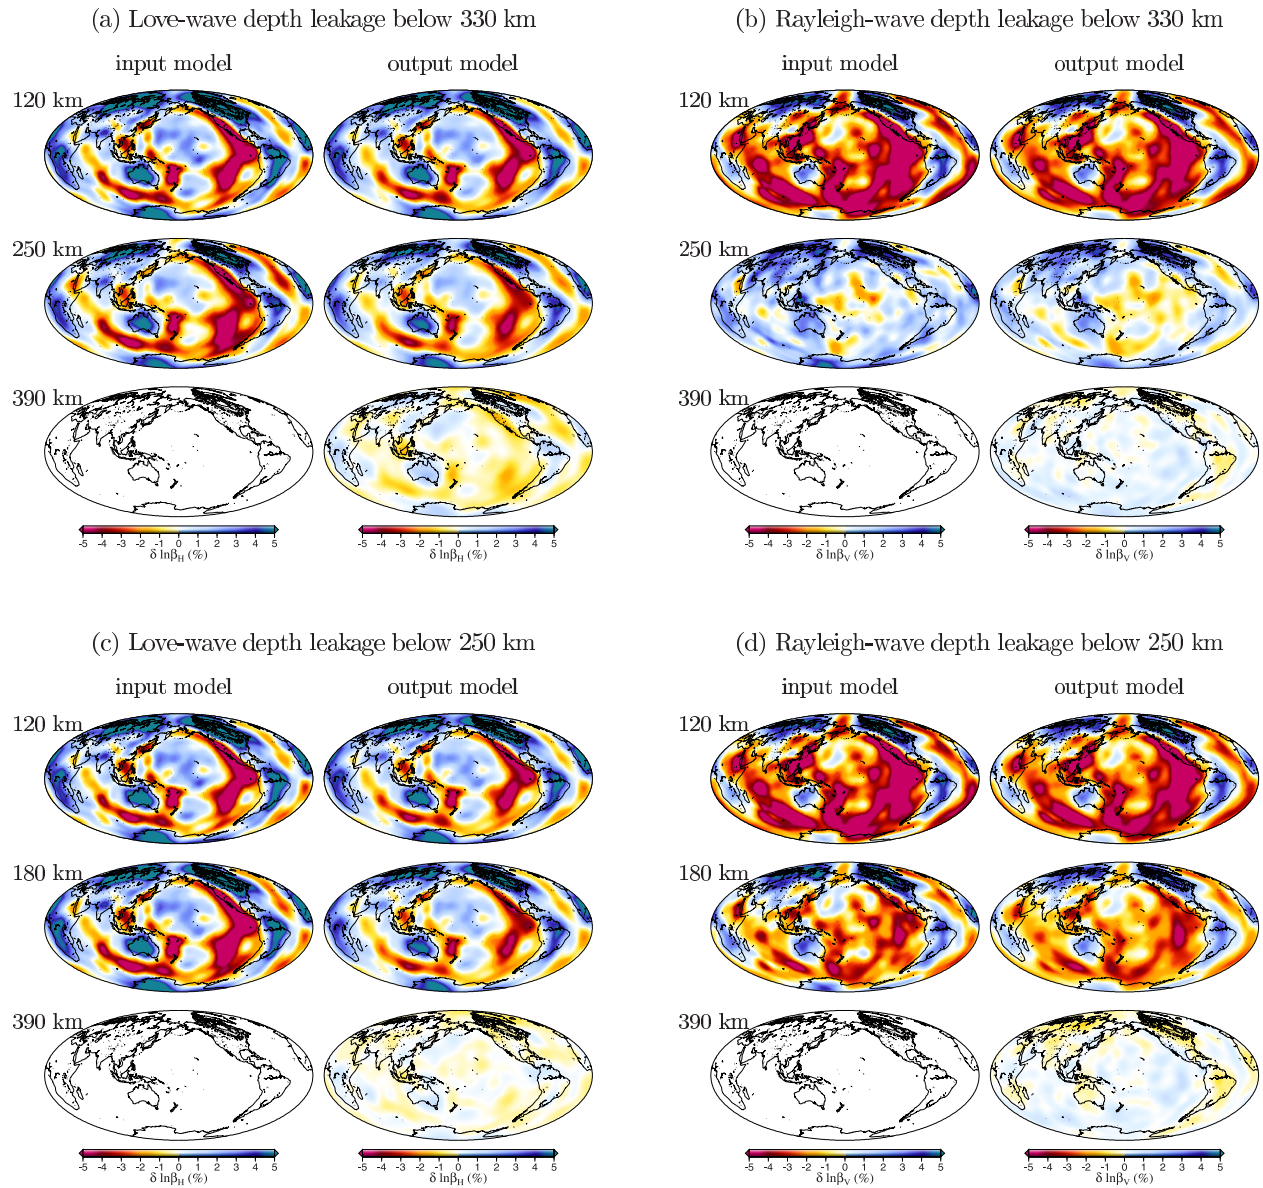 (a) Love-wave depth leakage below 330 km
input model output model
120 km
250 km
390 km
-5 -4 -3 -2 -1 0 1 2 3 4 5
δ lnβH (%)
-5 -4 -3 -2 -1 0 1 2 3 4 5
δ lnβH (%)
(b) Rayleigh-wave depth leakage below 330 km
input model output model
120 km
250 km
390 km
-5 -4 -3 -2 -1 0 1 2 3 4 5
δ lnβV (%)
-5 -4 -3 -2 -1 0 1 2 3 4 5
δ lnβV (%)
(c) Love-wave depth leakage below 250 km
input model output model
120 km
180 km
390 km
-5 -4 -3 -2 -1 0 1 2 3 4 5
δ lnβH (%)
-5 -4 -3 -2 -1 0 1 2 3 4 5
δ lnβH (%)
(d) Rayleigh-wave depth leakage below 250 km
input model output model
120 km
180 km
390 km
-5 -4 -3 -2 -1 0 1 2 3 4 5
δ lnβV (%)
-5 -4 -3 -2 -1 0 1 2 3 4 5
δ lnβV (%)